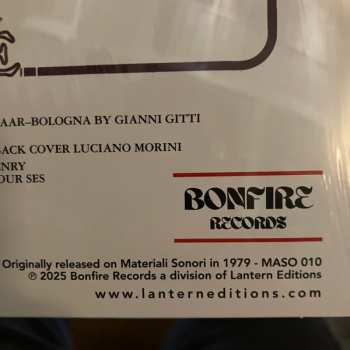 AAR–BOLOGNA BY GIANNI GITTI
BACK COVER LUCIANO MORINI
ENRY
OUR SES
BONFIRE
RECORDS
Originally released on Materiali Sonori in 1979 - MASO 010
℗ 2025 Bonfire Records a division of Lantern Editions
www.lanterneditions.com